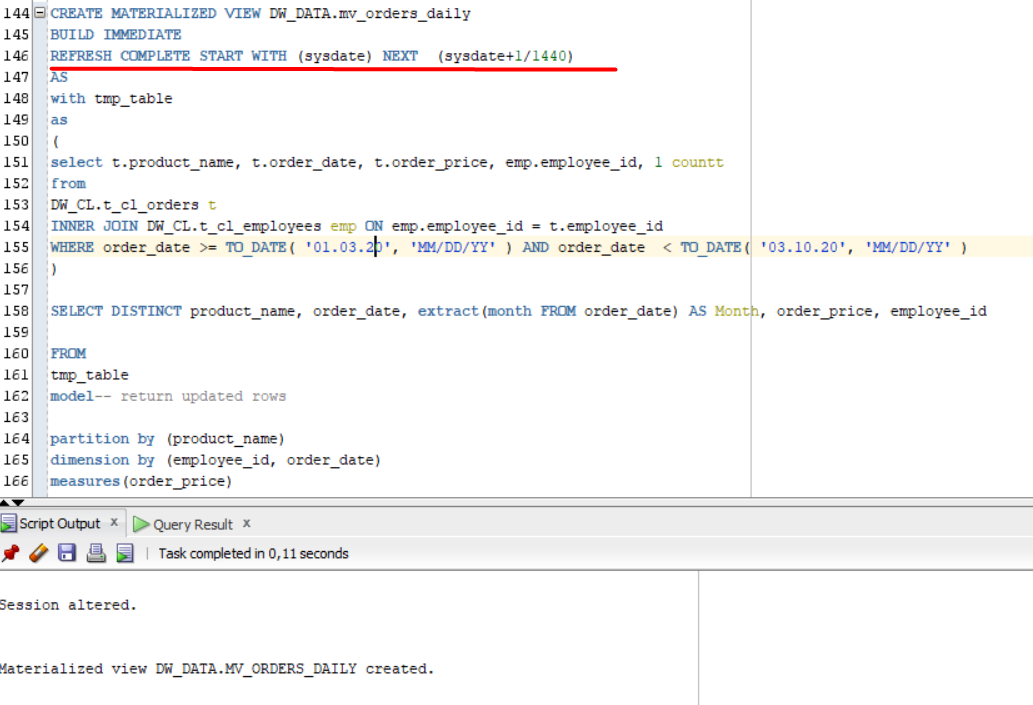 144 CREATE MATERIALIZED VIEW DW_DATA.mv_orders_daily
145 BUILD IMMEDIATE
146 REFRESH COMPLETE START WITH (sysdate) NEXT  (sysdate+1/1440)
147 AS
148 with tmp_table
149 as
150 (
151 select t.product_name, t.order_date, t.order_price, emp.employee_id, 1 countt
152 from
153 DW_CL.t_cl_orders t
154 INNER JOIN DW_CL.t_cl_employees emp ON emp.employee_id = t.employee_id
155 WHERE order_date >= TO_DATE( '01.03.20', 'MM/DD/YY' ) AND order_date  < TO_DATE( '03.10.20', 'MM/DD/YY' )
156 )
157
158 SELECT DISTINCT product_name, order_date, extract(month FROM order_date) AS Month, order_price, employee_id
159
160 FROM
161 tmp_table
162 model-- return updated rows
163
164 partition by (product_name)
165 dimension by (employee_id, order_date)
166 measures(order_price)
Script Output x Query Result x
Task completed in 0,11 seconds
Session altered.
Materialized view DW_DATA.MV_ORDERS_DAILY created.